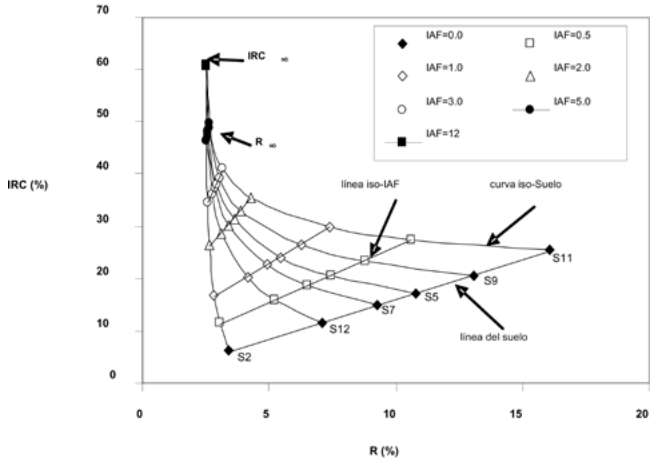 70
60
50
40
30
20
10
0
IRC (%)
0 5 10 15 20
R (%)
IAF=0.0 IAF=0.5
IAF=1.0 IAF=2.0
IAF=3.0 IAF=5.0
IAF=12
IRC ∞
R ∞
línea iso-IAF
curva iso-Suelo
S11
S9
S5
S7
S12
S2
línea del suelo